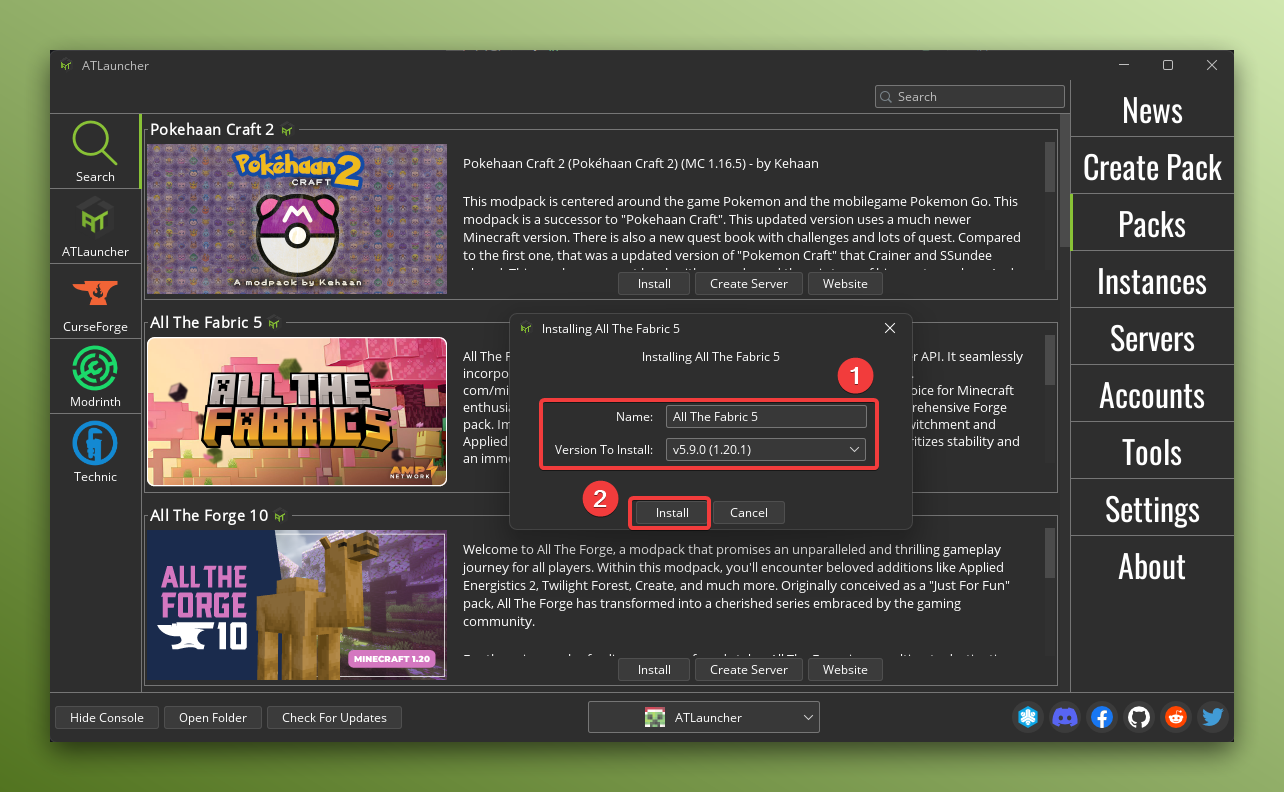 ATLauncher
Search
News
Create Pack
Packs
Instances
Servers
Accounts
Tools
Settings
About
Search
ATLauncher
CurseForge
Modrinth
Technic
Pokehaan Craft 2
Pokéhaan 2
CRAFT
A modpack by Kehaan
Pokehaan Craft 2 (Pokéhaan Craft 2) (MC 1.16.5) - by Kehaan
This modpack is centered around the game Pokemon and the mobilegame Pokemon Go. This
modpack is a successor to "Pokehaan Craft". This updated version uses a much newer
Minecraft version. There is also a new quest book with challenges and lots of quest. Compared
to the first one, that was a updated version of "Pokemon Craft" that Crainer and SSundee
Install
Create Server
Website
All The Fabric 5
ALL THE
FABRICS
AMP
NETWORK
All The F
r API. It seamlessly
incorpo
com/mi
oice for Minecraft
enthusia
rehensive Forge
pack. Im
witchment and
Applied
ritizes stability and
an imme
Installing All The Fabric 5
Installing All The Fabric 5
1
Name:
All The Fabric 5
Version To Install:
v5.9.0 (1.20.1)
2
Install
Cancel
All The Forge 10
ALL THE
FORGE
10
MINECRAFT 1.20
Welcome to All The Forge, a modpack that promises an unparalleled and thrilling gameplay
journey for all players. Within this modpack, you'll encounter beloved additions like Applied
Energistics 2, Twilight Forest, Create, and much more. Originally conceived as a "Just For Fun"
pack, All The Forge has transformed into a cherished series embraced by the gaming
community.
Install
Create Server
Website
Hide Console
Open Folder
Check For Updates
ATLauncher